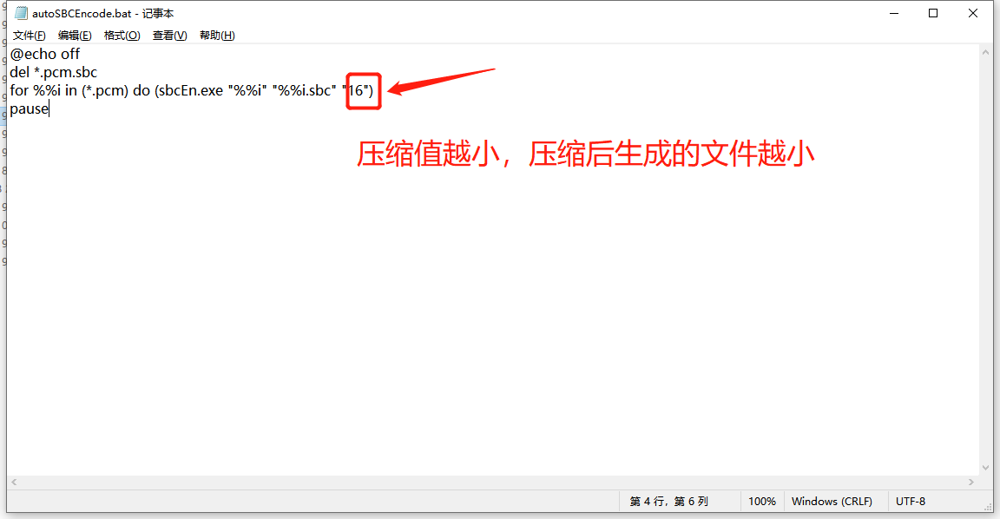 autoSBCEncode.bat - 记事本
文件(F) 编辑(E) 格式(O) 查看(V) 帮助(H)
@echo off
del *.pcm.sbc
for %%i in (*.pcm) do (sbcEn.exe "%%i" "%%i.sbc" "16")
pause
压缩值越小，压缩后生成的文件越小
第 4 行，第 6 列 100% Windows (CRLF) UTF-8